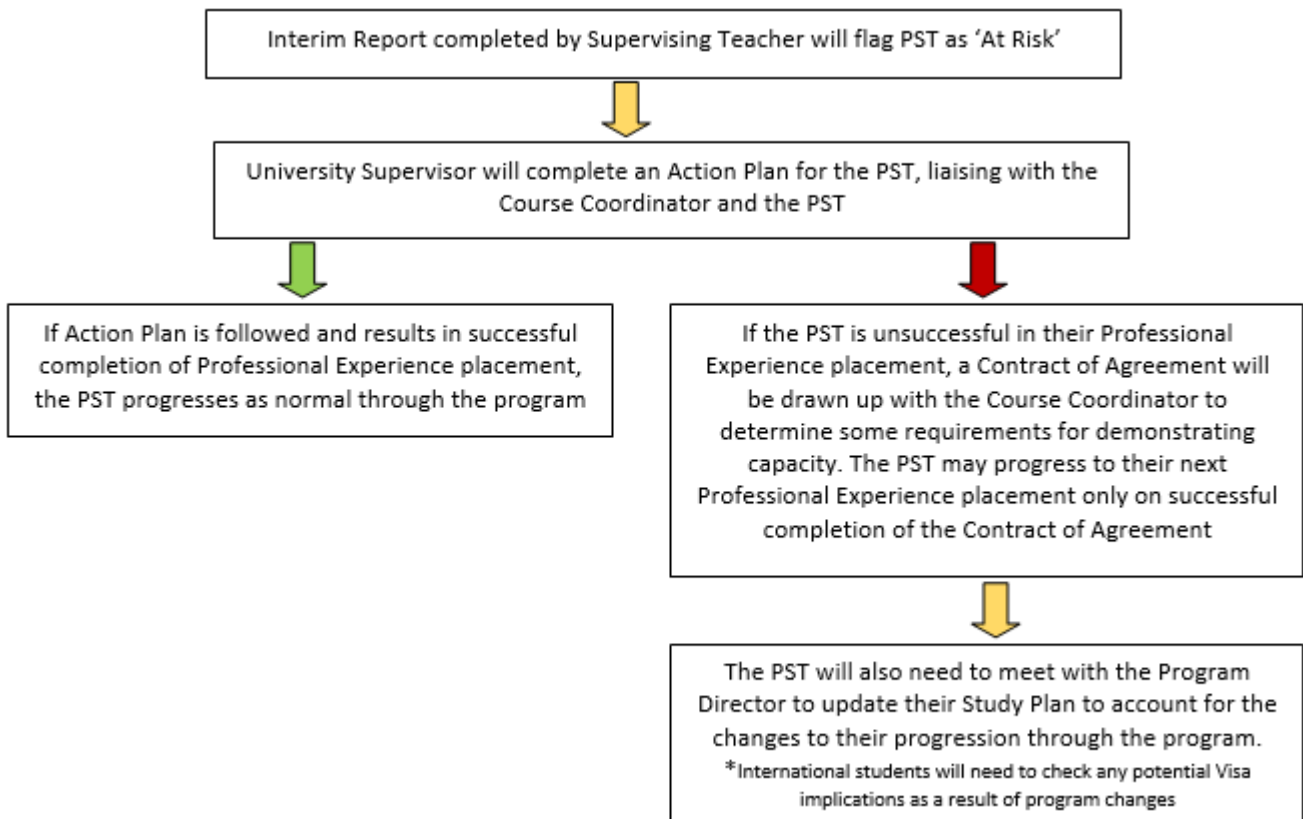 Interim Report completed by Supervising Teacher will flag PST as ‘At Risk’
University Supervisor will complete an Action Plan for the PST, liaising with the
Course Coordinator and the PST
If Action Plan is followed and results in successful
completion of Professional Experience placement,
the PST progresses as normal through the program
If the PST is unsuccessful in their Professional
Experience placement, a Contract of Agreement will
be drawn up with the Course Coordinator to
determine some requirements for demonstrating
capacity. The PST may progress to their next
Professional Experience placement only on successful
completion of the Contract of Agreement
The PST will also need to meet with the Program
Director to update their Study Plan to account for the
changes to their progression through the program.
*International students will need to check any potential Visa
implications as a result of program changes